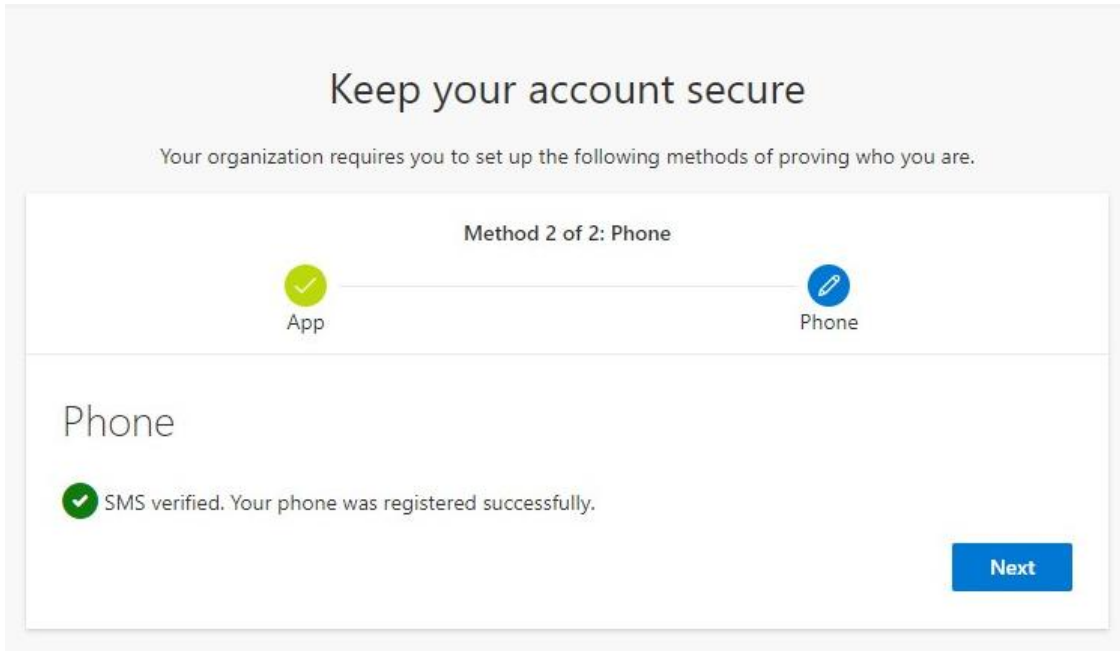 Keep your account secure
Your organization requires you to set up the following methods of proving who you are.
Method 2 of 2: Phone
App
Phone
Phone
SMS verified. Your phone was registered successfully.
Next